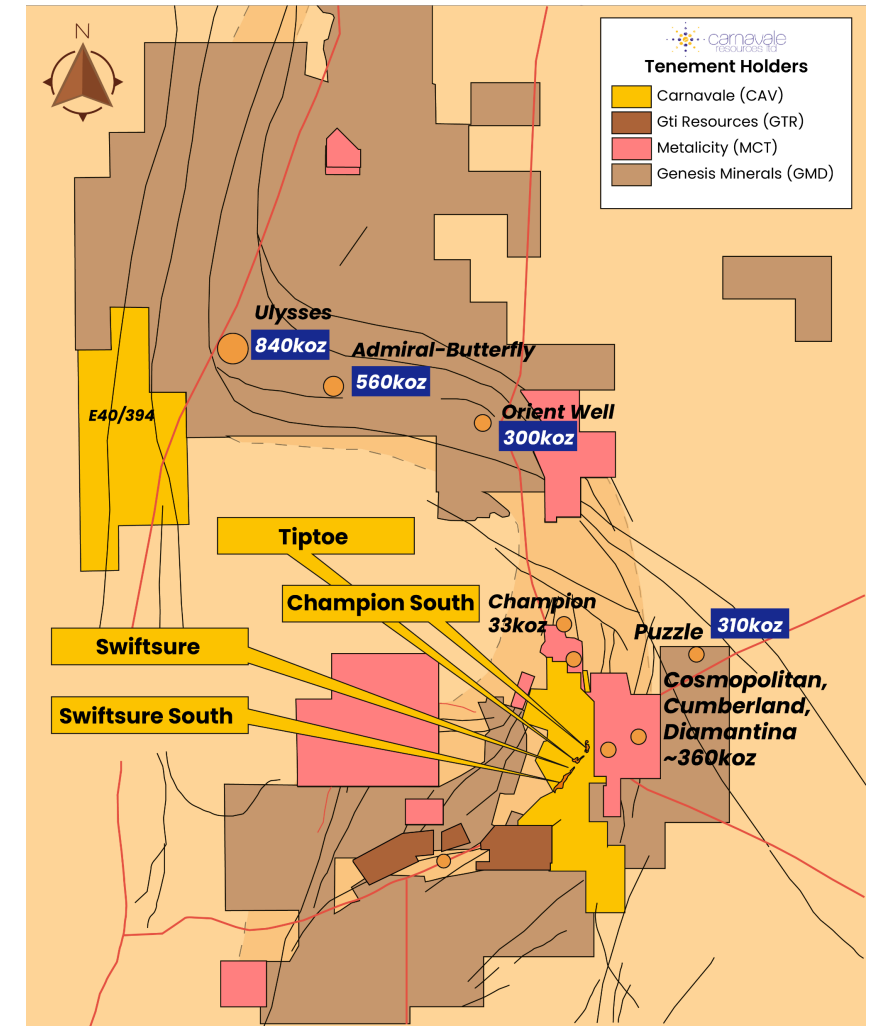 N
carnavale
resources ltd
Tenement Holders
Carnavale (CAV)
Gti Resources (GTR)
Metalicity (MCT)
Genesis Minerals (GMD)
Ulysses
840koz
Admiral-Butterfly
560koz
E40/394
Orient Well
300koz
Tiptoe
Champion South
Champion
33koz
Puzzle
310koz
Swiftsure
Swiftsure South
Cosmopolitan,
Cumberland,
Diamantina
~360koz